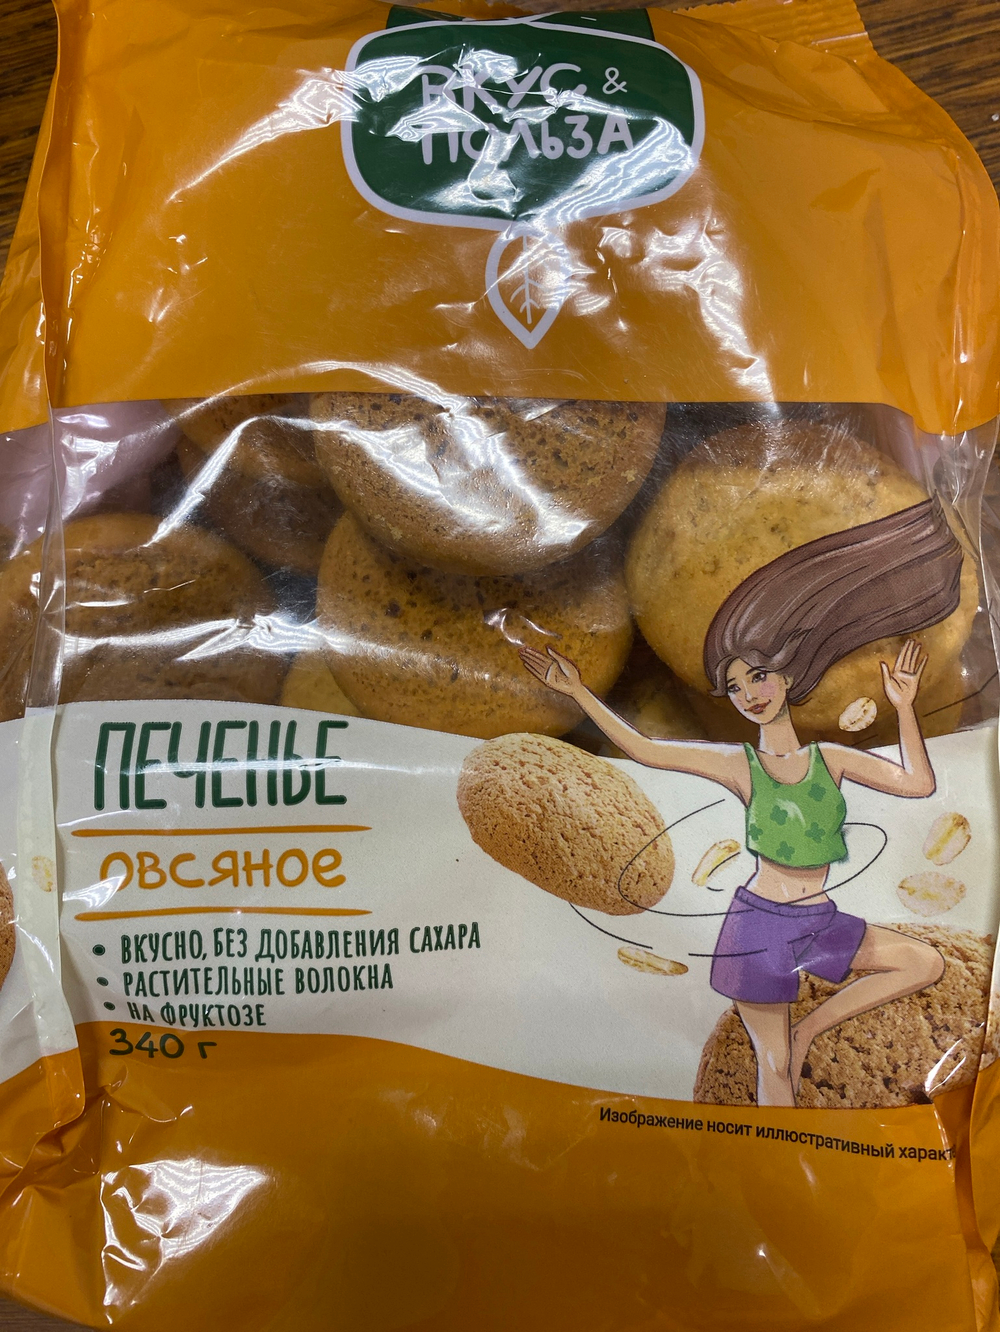 ВКУС &
ПОЛЬЗА
ПЕЧЕНЬЕ
ОВСЯНОЕ
• ВКУСНО, БЕЗ ДОБАВЛЕНИЯ САХАРА
• РАСТИТЕЛЬНЫЕ ВОЛОКНА
• НА ФРУКТОЗЕ
340 г
Изображение носит иллюстративный характ